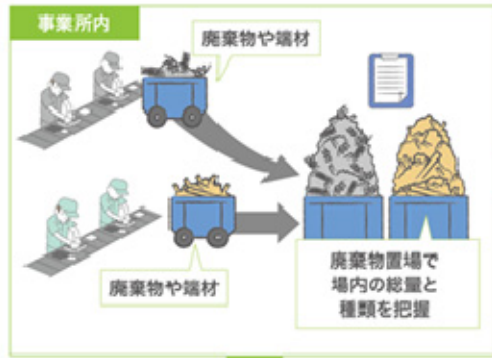 事業所内
廃棄物や端材
廃棄物や端材
廃棄物置場で
場内の総量と
種類を把握